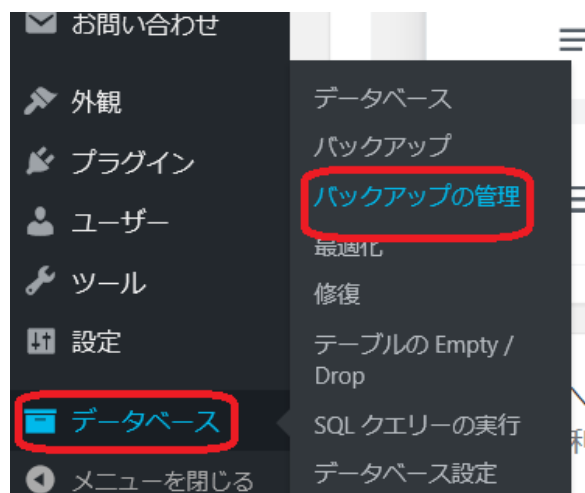 お問い合わせ
外観
プラグイン
ユーザー
ツール
設定
データベース
メニューを閉じる
データベース
バックアップ
バックアップの管理
最適化
修復
テーブルの Empty /
Drop
SQL クエリーの実行
データベース設定